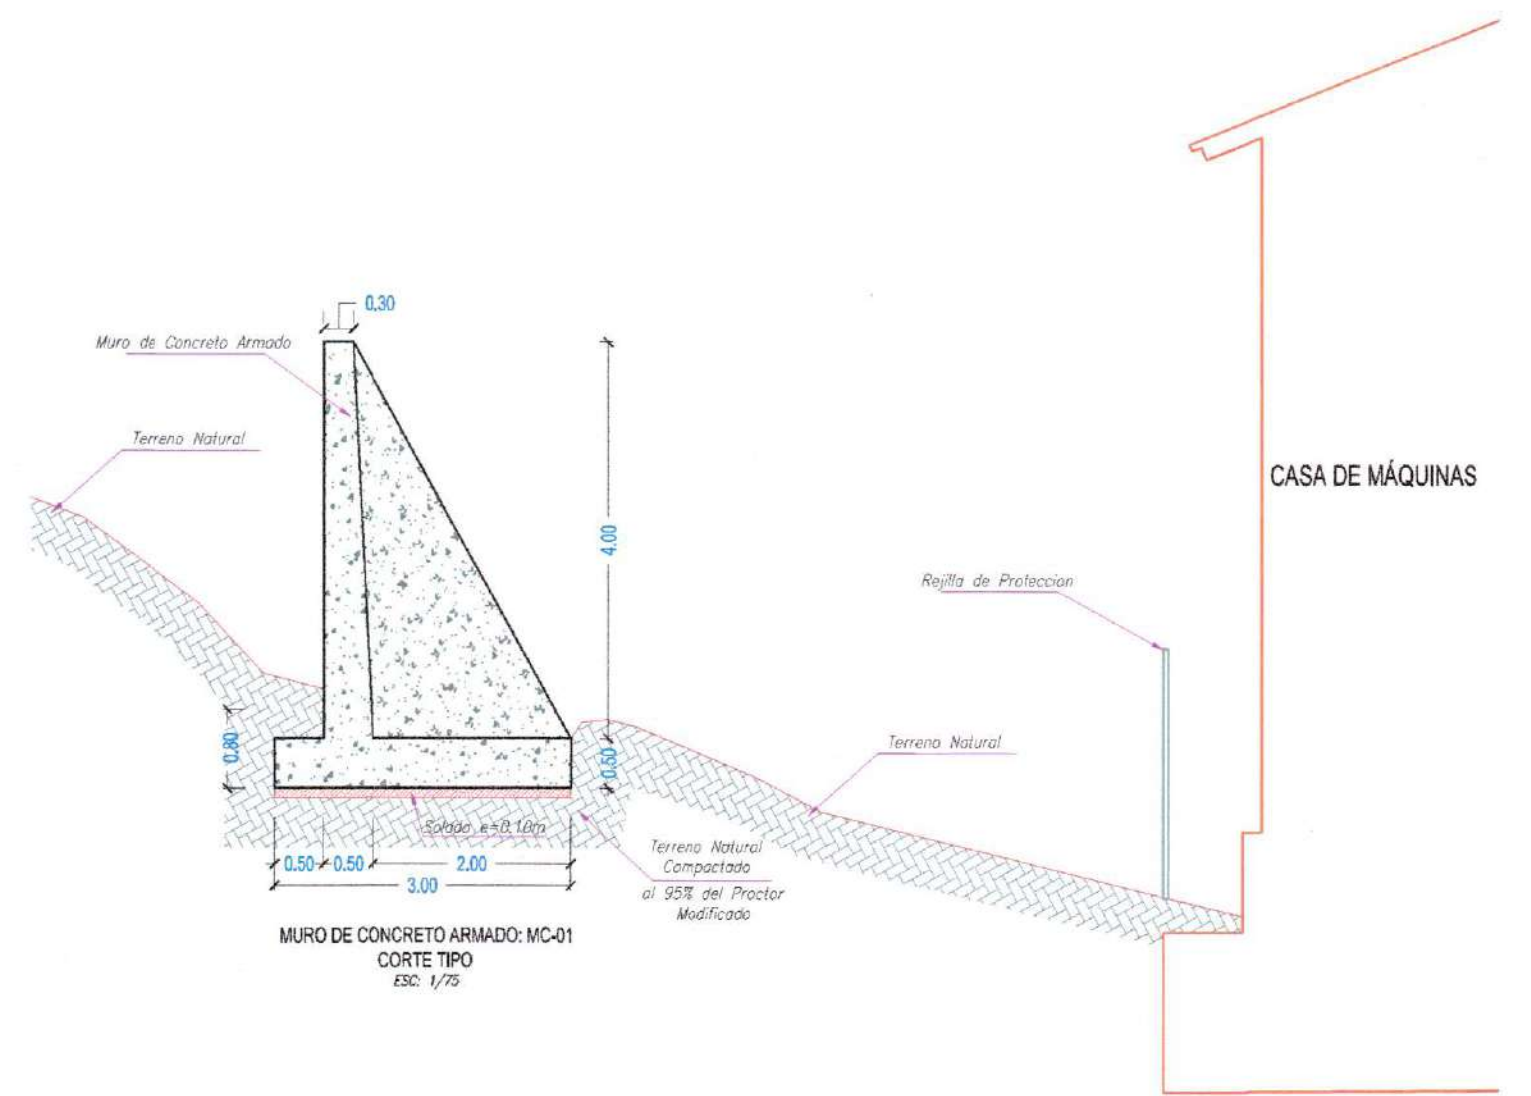 0.30
Muro de Concreto Armado
Terreno Natural
4.00
CASA DE MÁQUINAS
Rejilla de Proteccion
0.80
0.50
Terreno Natural
Solado e=0.10m
Terreno Natural
Compactado
al 95% del Proctor
Modificado
0.50 0.50 2.00
3.00
MURO DE CONCRETO ARMADO: MC-01
CORTE TIPO
ESC: 1/75